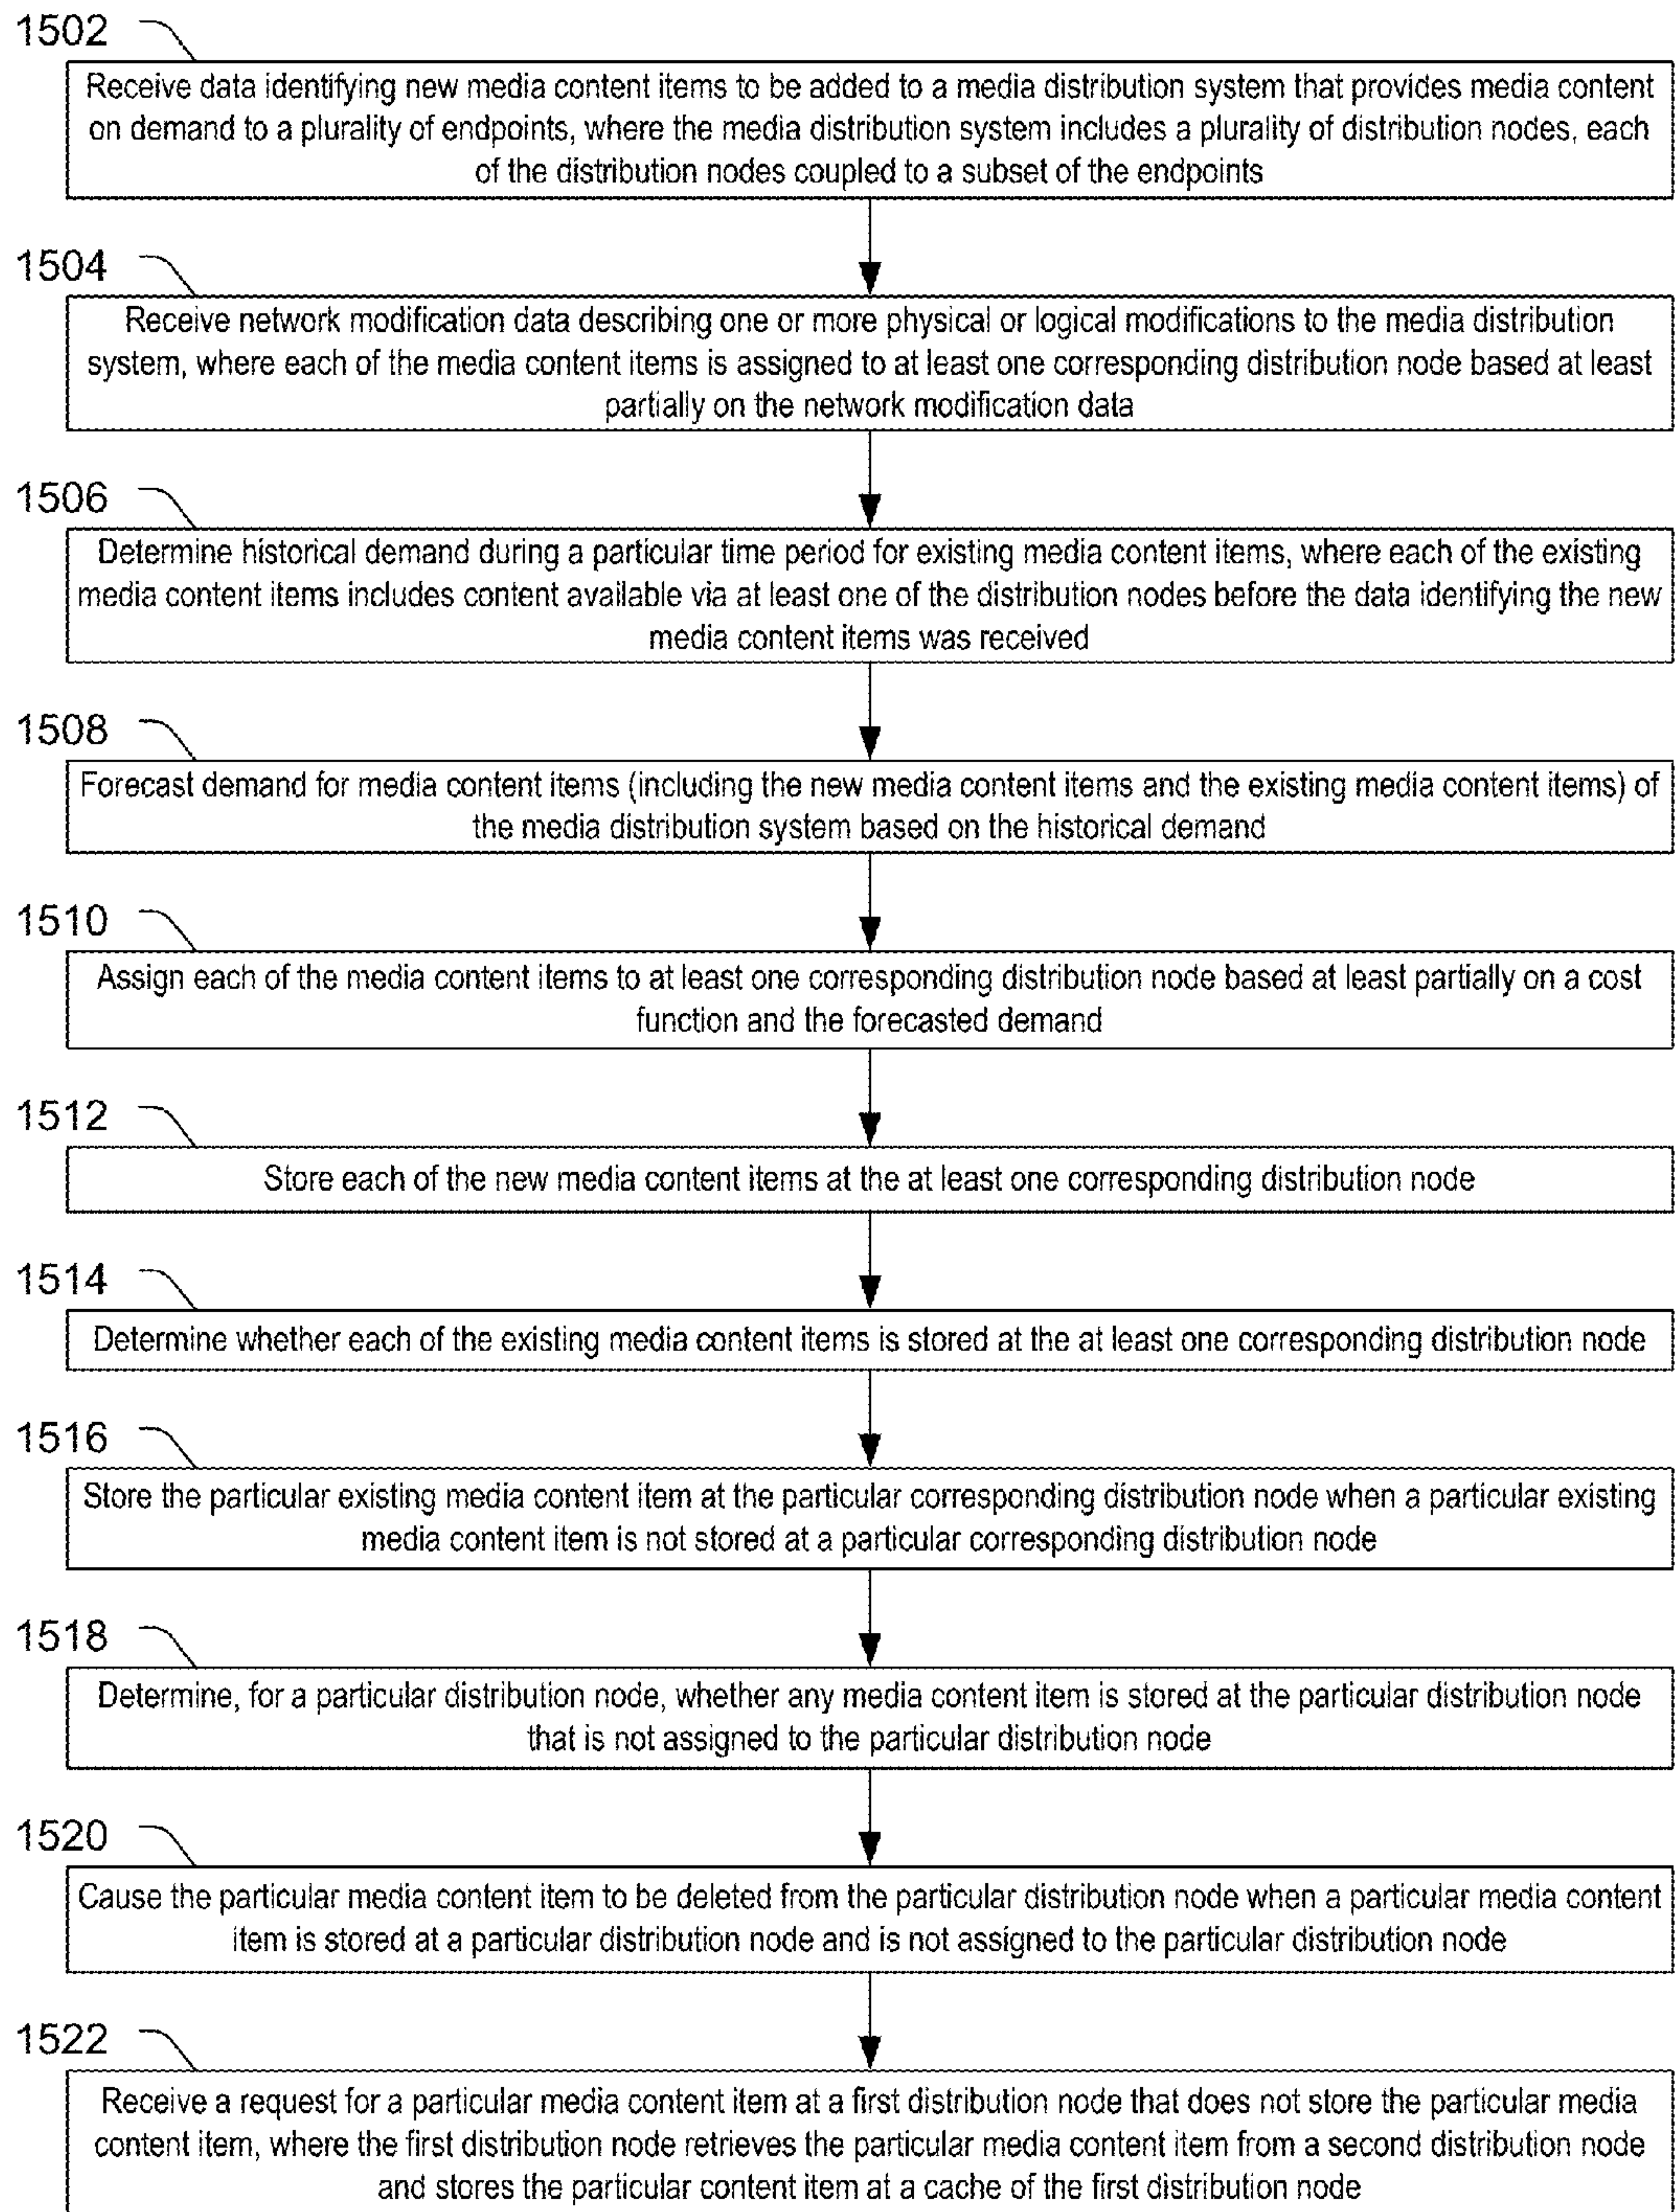 1502
Receive data identifying new media content items to be added to a media distribution system that provides media content
on demand to a plurality of endpoints, where the media distribution system includes a plurality of distribution nodes, each
of the distribution nodes coupled to a subset of the endpoints
1504
Receive network modification data describing one or more physical or logical modifications to the media distribution
system, where each of the media content items is assigned to at least one corresponding distribution node based at least
partially on the network modification data
1506
Determine historical demand during a particular time period for existing media content items, where each of the existing
media content items includes content available via at least one of the distribution nodes before the data identifying the new
media content items was received
1508
Forecast demand for media content items (including the new media content items and the existing media content items) of
the media distribution system based on the historical demand
1510
Assign each of the media content items to at least one corresponding distribution node based at least partially on a cost
function and the forecasted demand
1512
Store each of the new media content items at the at least one corresponding distribution node
1514
Determine whether each of the existing media content items is stored at the at least one corresponding distribution node
1516
Store the particular existing media content item at the particular corresponding distribution node when a particular existing
media content item is not stored at a particular corresponding distribution node
1518
Determine, for a particular distribution node, whether any media content item is stored at the particular distribution node
that is not assigned to the particular distribution node
1520
Cause the particular media content item to be deleted from the particular distribution node when a particular media content
item is stored at a particular distribution node and is not assigned to the particular distribution node
1522
Receive a request for a particular media content item at a first distribution node that does not store the particular media
content item, where the first distribution node retrieves the particular media content item from a second distribution node
and stores the particular content item at a cache of the first distribution node